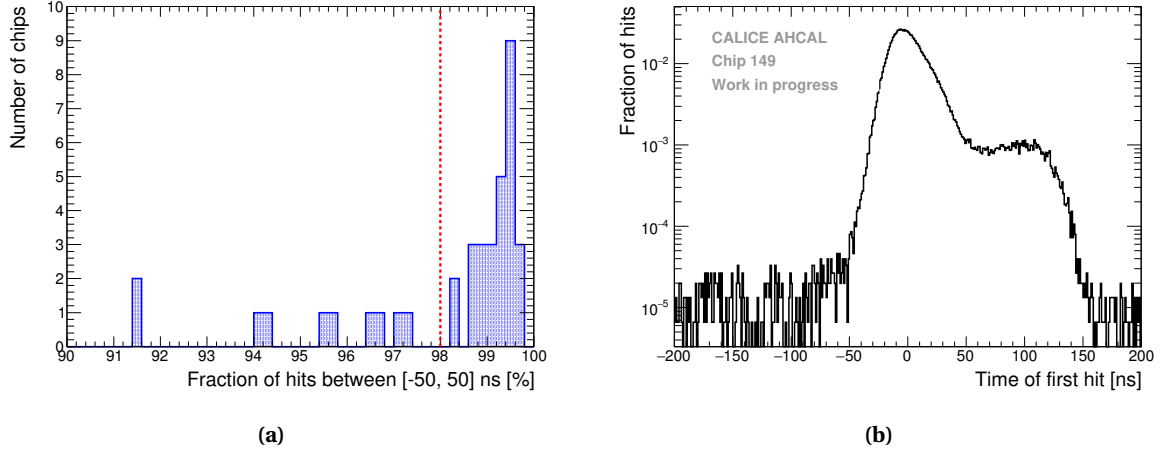 Number of chips
10
9
8
7
6
5
4
3
2
1
0
90 91 92 93 94 95 96 97 98 99 100
Fraction of hits between [-50, 50] ns [%]
(a)
Fraction of hits
CALICE AHCAL
Chip 149
Work in progress
10⁻²
10⁻³
10⁻⁴
10⁻⁵
−200 −150 −100 −50 0 50 100 150 200
Time of first hit [ns]
(b)